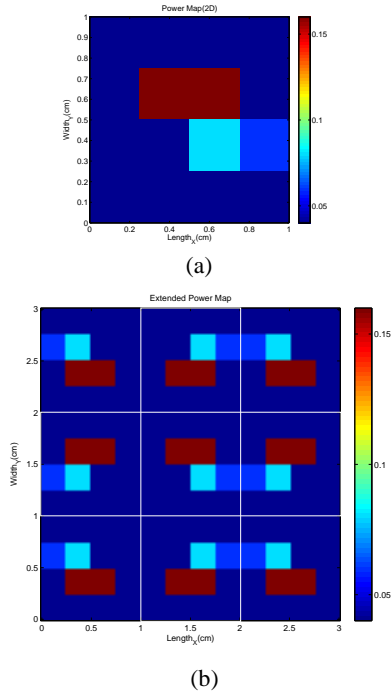 Power Map(2D)
1
0.9
0.8
0.7
0.6
0.5
0.4
0.3
0.2
0.1
0
Width_Y(cm)
0 0.2 0.4 0.6 0.8 1
Length_X(cm)
0.15
0.1
0.05
(a)
Extended Power Map
3
2.5
2
1.5
1
0.5
0
Width_Y(cm)
0 0.5 1 1.5 2 2.5 3
Length_X(cm)
0.15
0.1
0.05
(b)